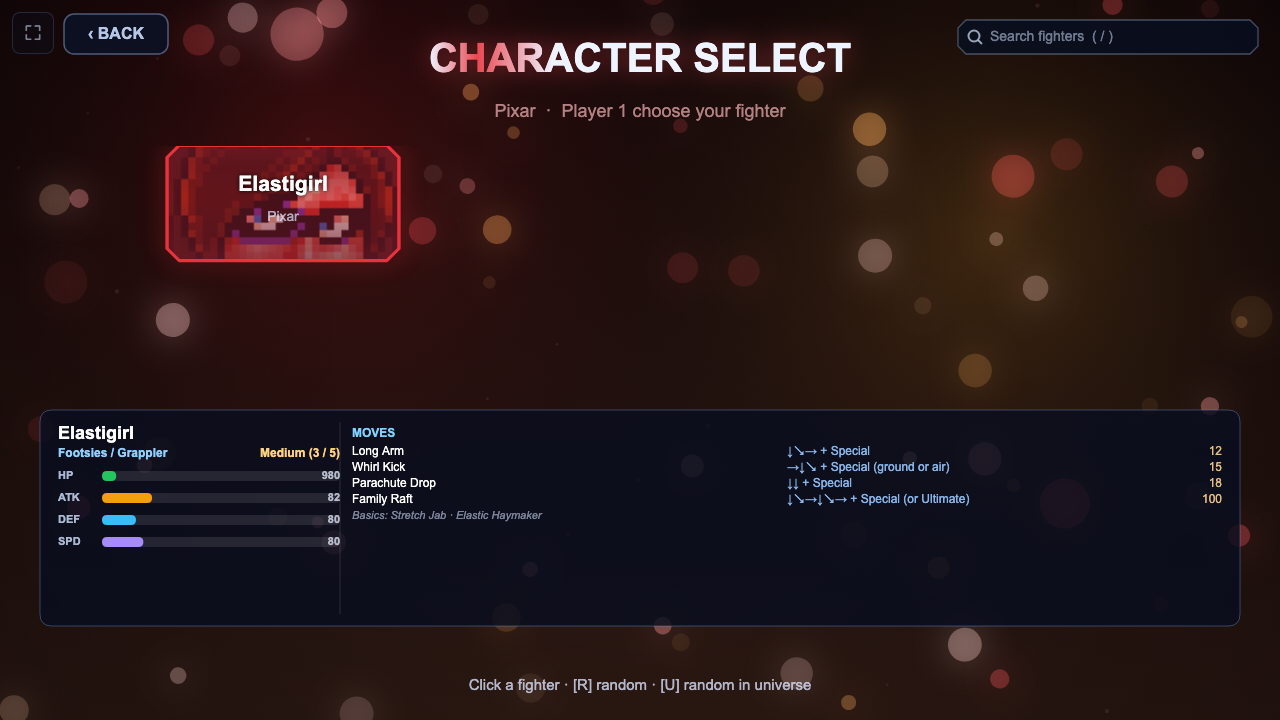 ‹ BACK
CHARACTER SELECT
Search fighters ( / )
Pixar · Player 1 choose your fighter
Elastigirl
Pixar
Elastigirl
Footsies / Grappler Medium (3 / 5)
HP 980
ATK 82
DEF 80
SPD 80
MOVES
Long Arm ↓↘→ + Special 12
Whirl Kick →↓↘ + Special (ground or air) 15
Parachute Drop ↓↓ + Special 18
Family Raft ↓↘→↓↘→ + Special (or Ultimate) 100
Basics: Stretch Jab · Elastic Haymaker
Click a fighter · [R] random · [U] random in universe